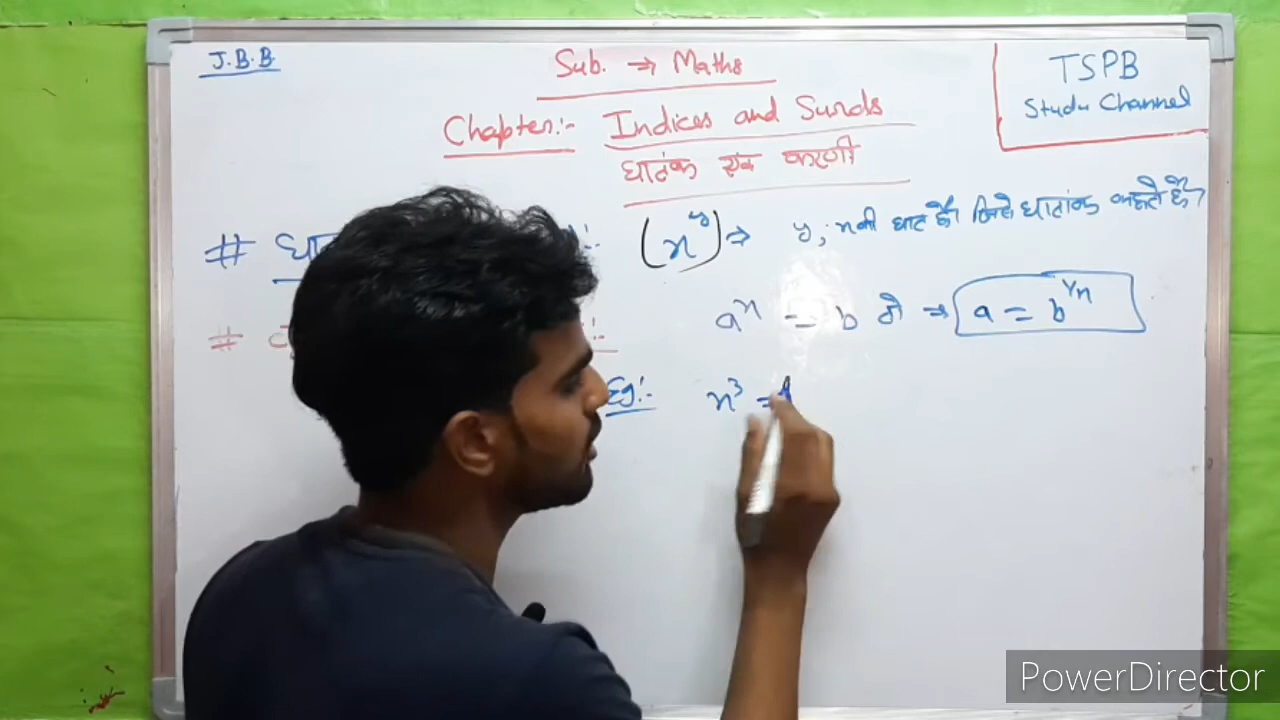 J.B.B
Sub. → Maths
TSPB
Study Channel
Chapter:- Indices and Surds
घातांक एवं करणी
# :- (x^y) ⇒ y, x की घात है। जिसे घातांक कहते हैं।
a^n = b तो ⇒ a = b^1/n
# :-
Eg:- x^3 =
PowerDirector